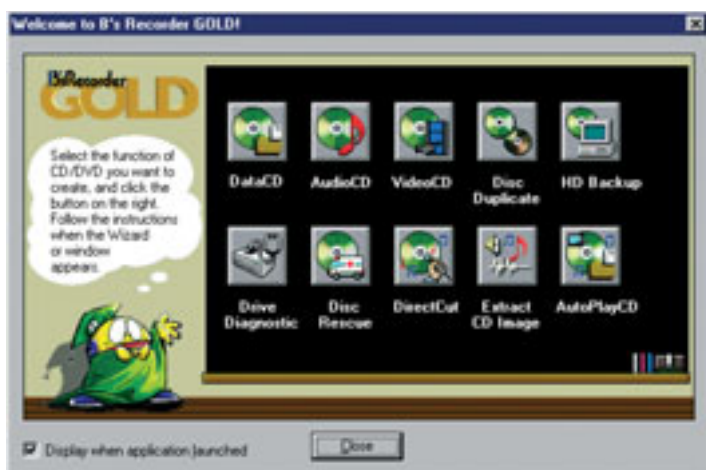 Welcome to B's Recorder GOLD!
B's Recorder
GOLD
Select the function of
CD/DVD you want to
create, and click the
button on the right.
Follow the instructions
when the Wizard
or window
appears.
DataCD
AudioCD
VideoCD
Disc
Duplicate
HD Backup
Drive
Diagnostic
Disc
Rescue
DirectCut
Extract
CD Image
AutoPlayCD
Display when application launched
Close